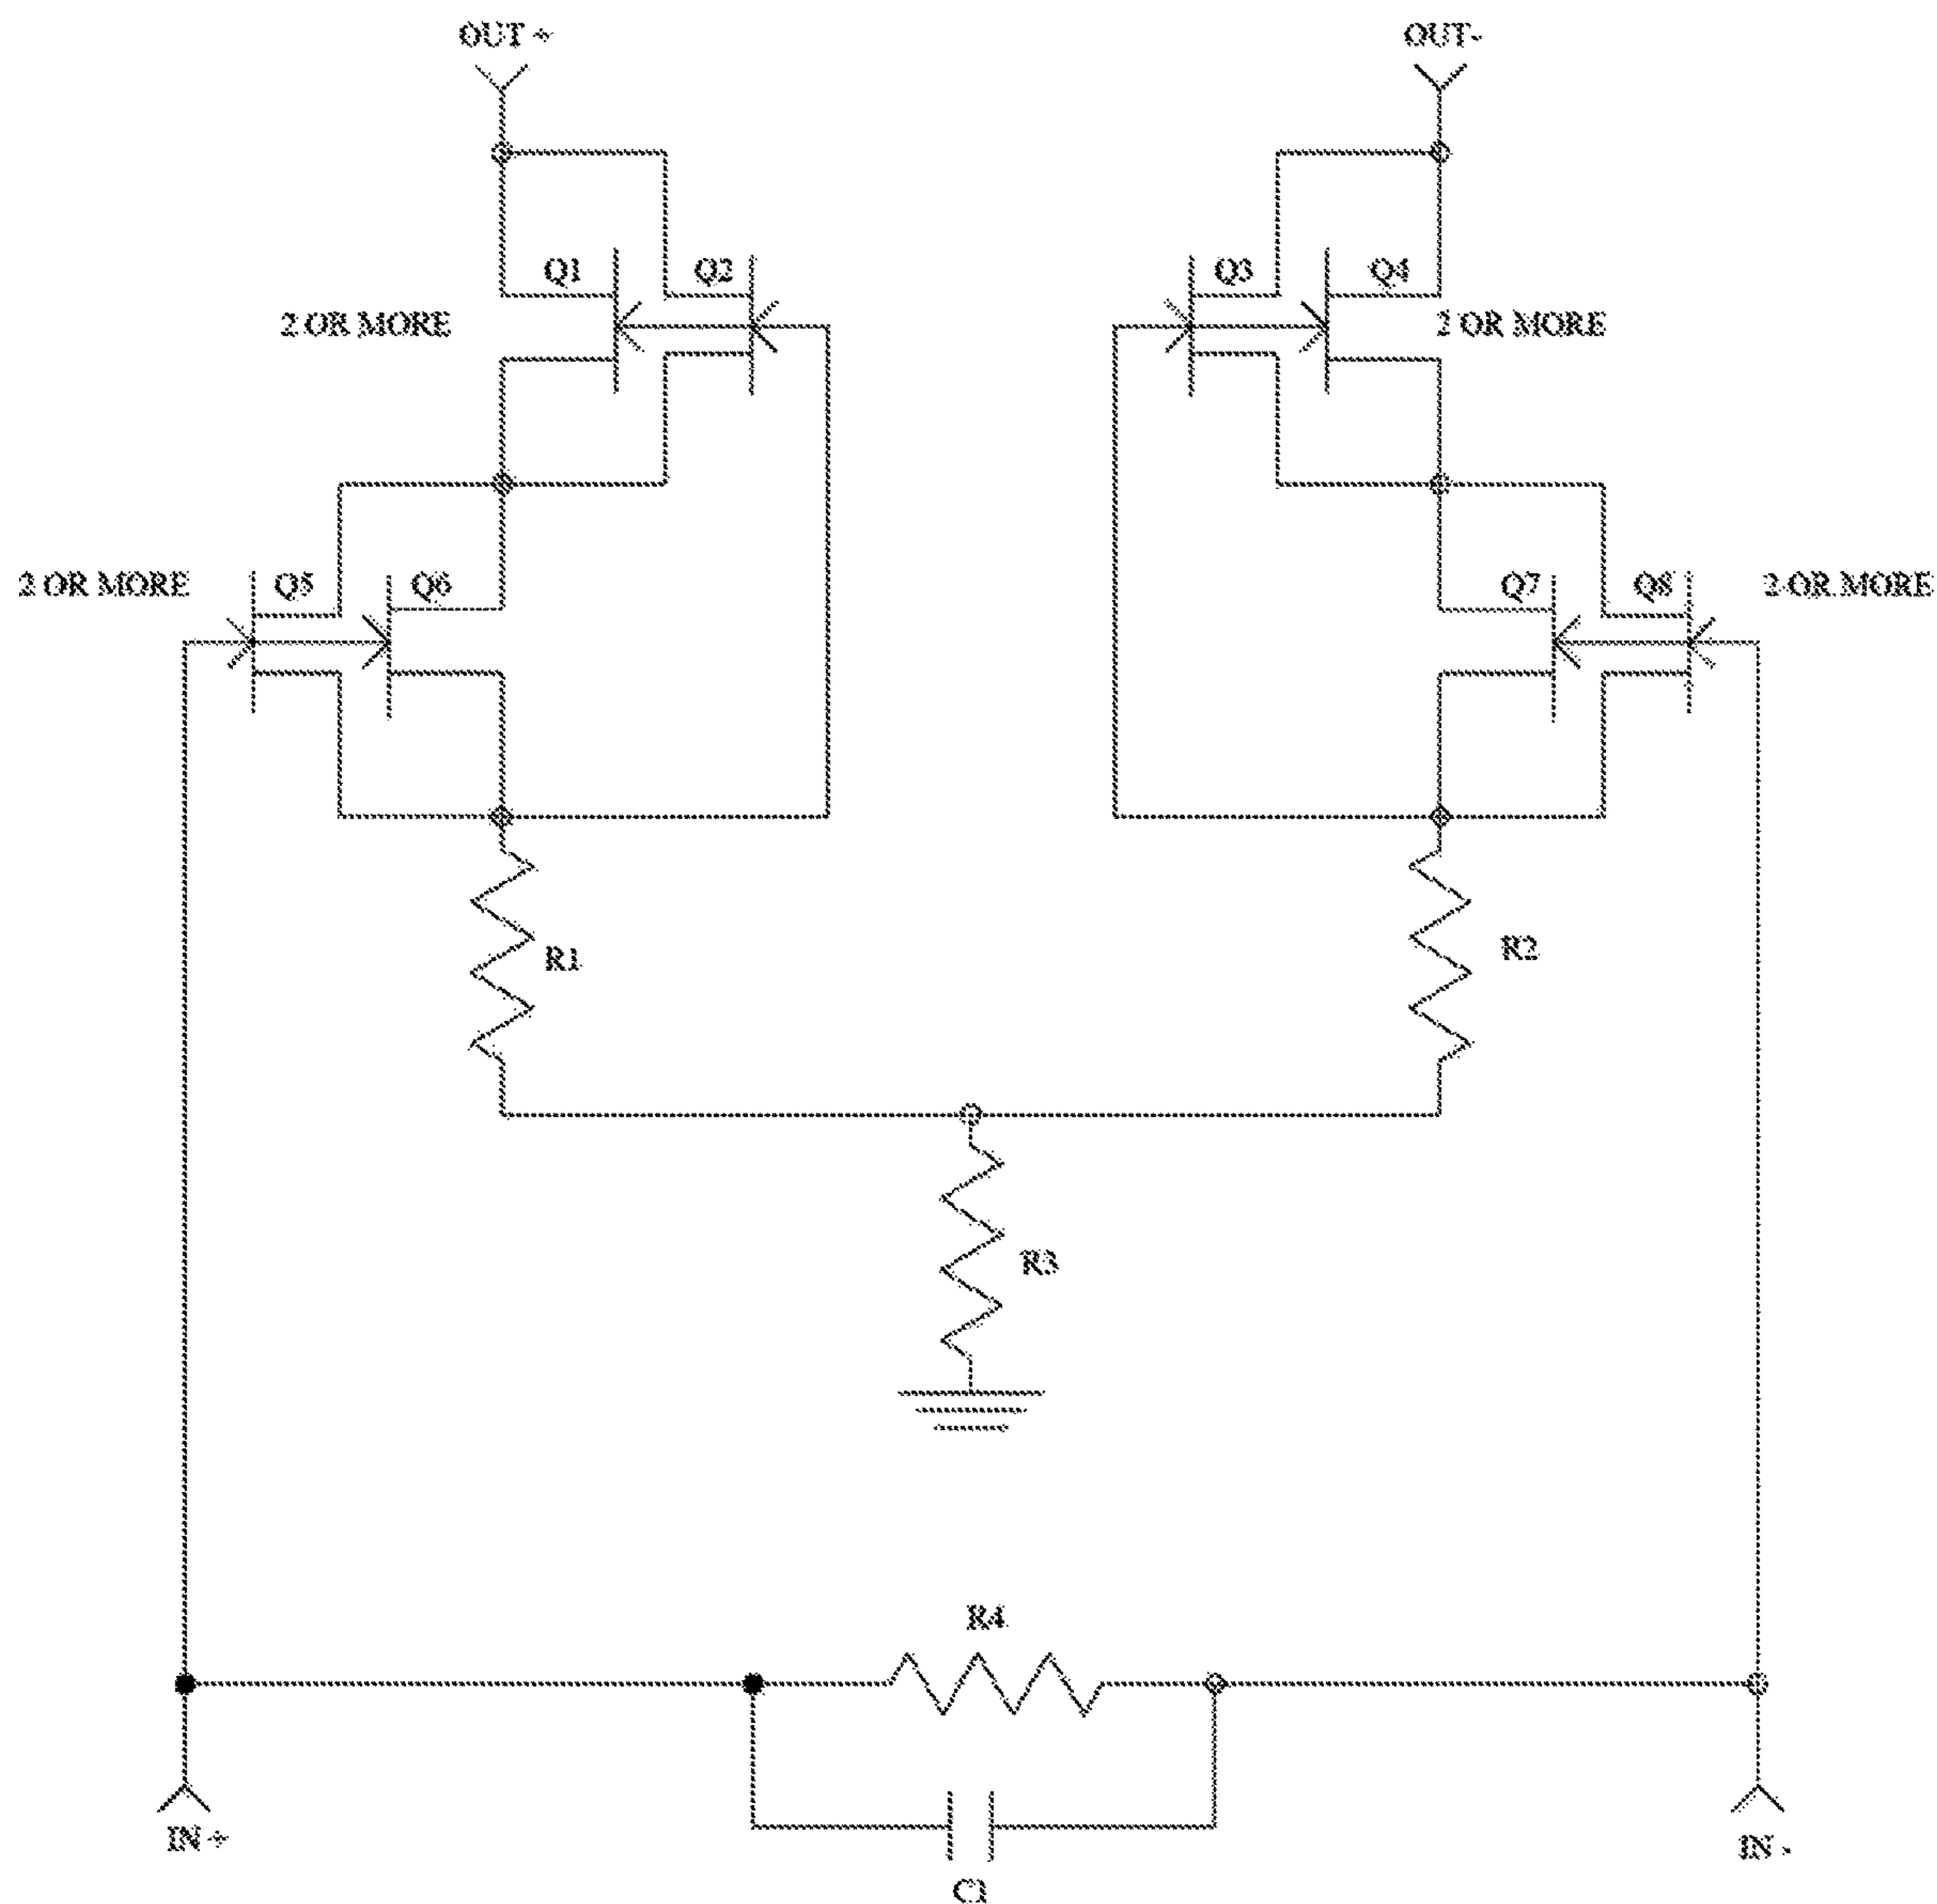 OUT +
OUT-
Q1
Q2
Q3
Q4
2 OR MORE
2 OR MORE
2 OR MORE
Q5
Q6
Q7
Q8
2 OR MORE
R1
R2
R3
R4
IN +
IN -
C1